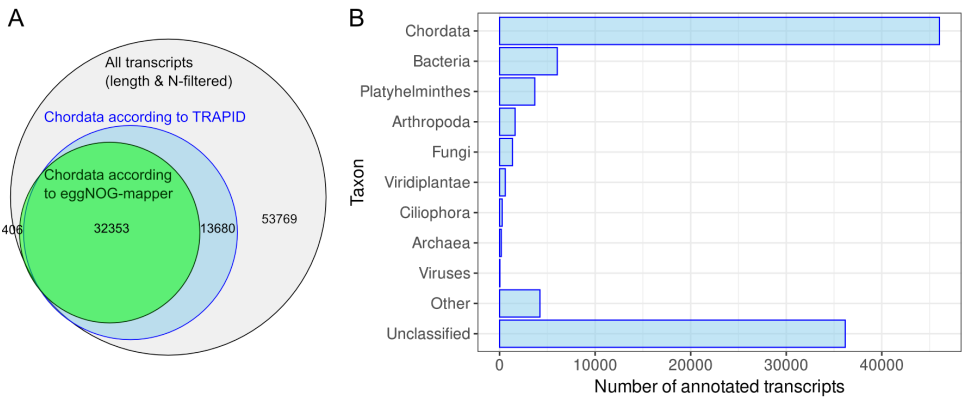 A
All transcripts
(length & N-filtered)
Chordata according to TRAPID
Chordata according
to eggNOG-mapper
406
32353
13680
53769
B
Taxon
Chordata
Bacteria
Platyhelminthes
Arthropoda
Fungi
Viridiplantae
Ciliophora
Archaea
Viruses
Other
Unclassified
0 10000 20000 30000 40000
Number of annotated transcripts